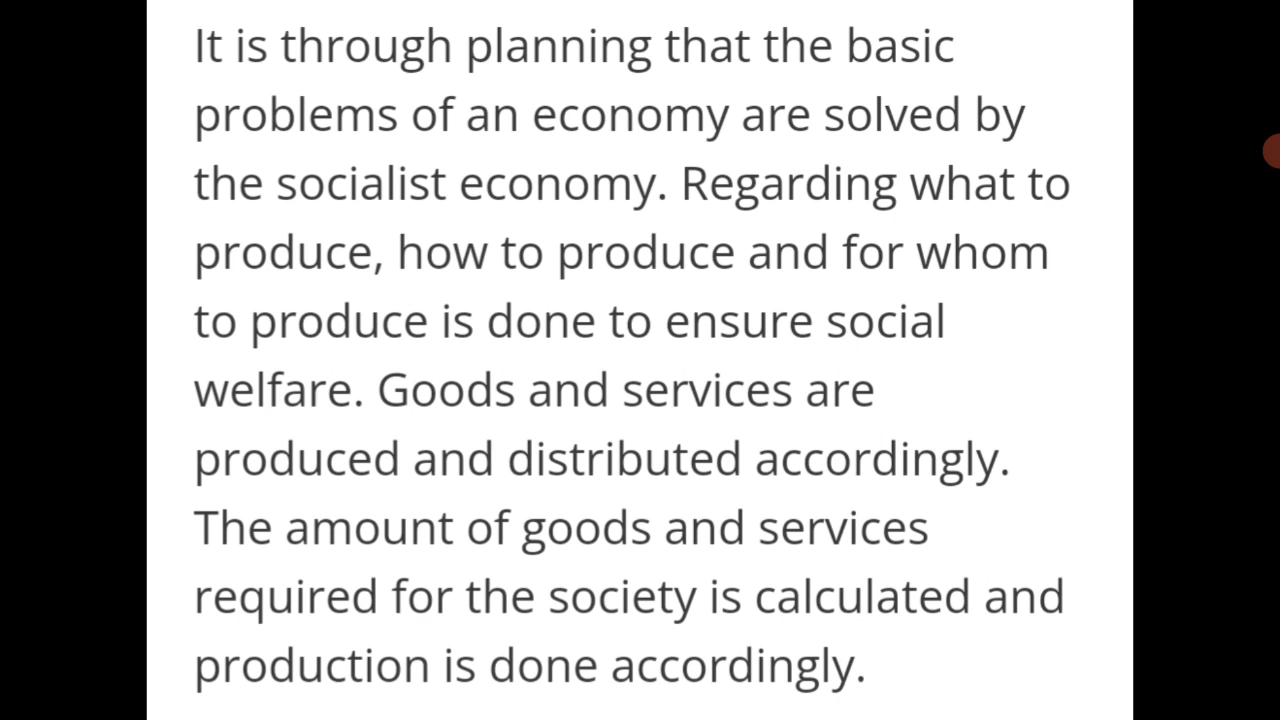 It is through planning that the basic
problems of an economy are solved by
the socialist economy. Regarding what to
produce, how to produce and for whom
to produce is done to ensure social
welfare. Goods and services are
produced and distributed accordingly.
The amount of goods and services
required for the society is calculated and
production is done accordingly.